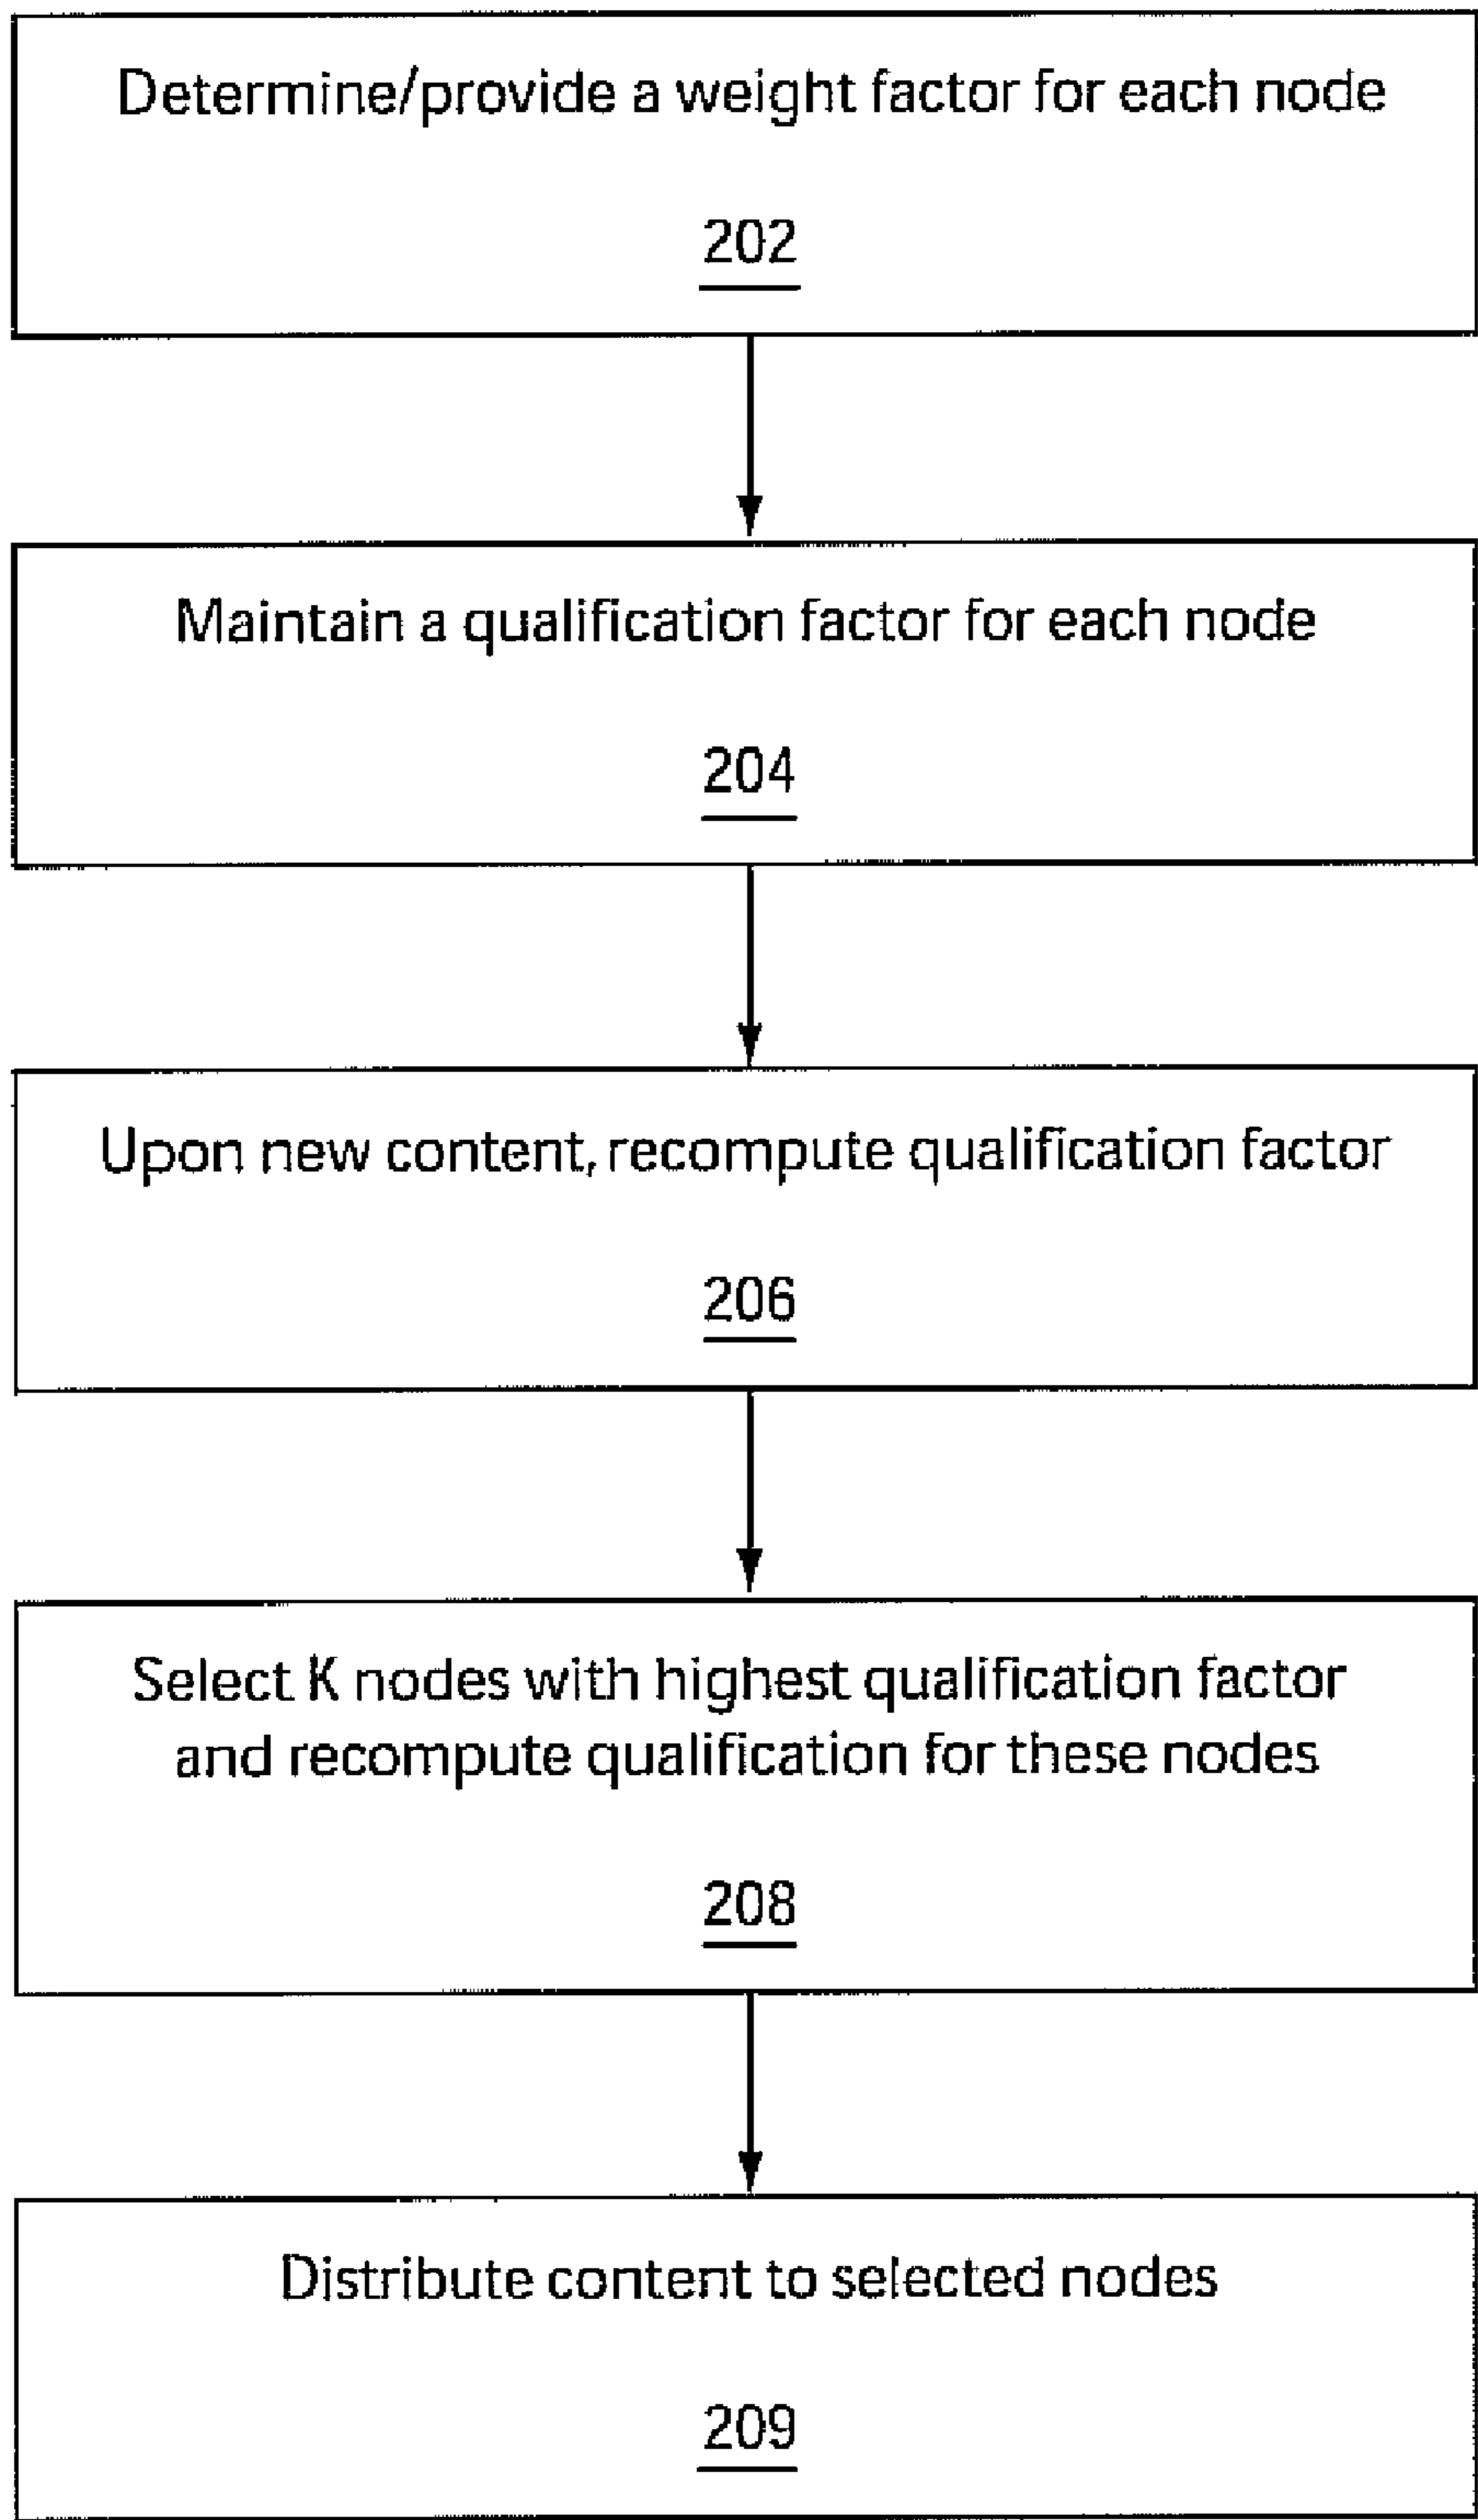 Determine/provide a weight factor for each node
202
Maintain a qualification factor for each node
204
Upon new content, recompute qualification factor
206
Select K nodes with highest qualification factor
and recompute qualification for these nodes
208
Distribute content to selected nodes
209